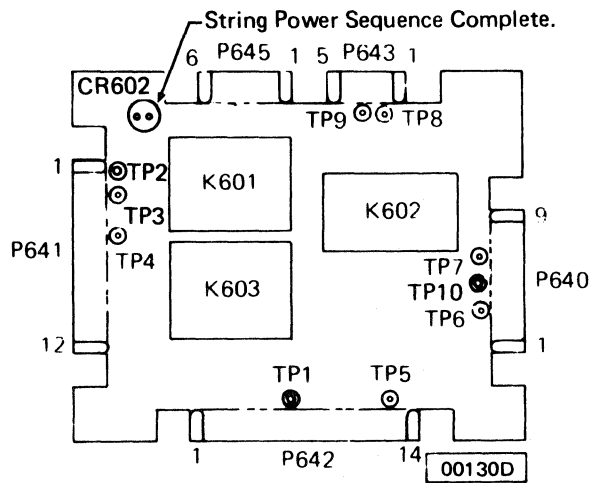 String Power Sequence Complete.
6 P645 1 5 P643 1
CR602
TP9 TP8
1 TP2
K601
K602
TP3
9
P641
TP4
TP7
K603
TP10
P640
TP6
12
1
TP1 TP5
1 P642 14
00130D